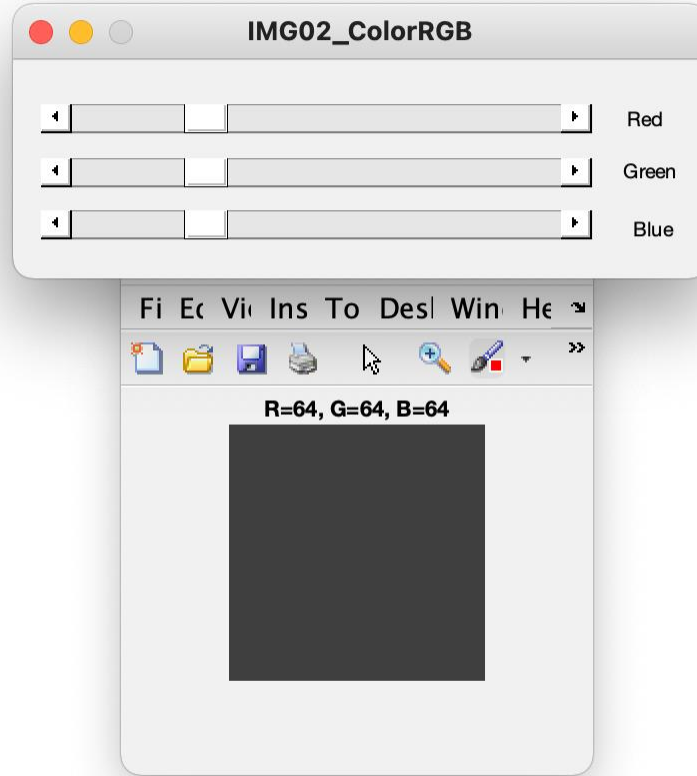 IMG02_ColorRGB
Red
Green
Blue
Fi Ec Vi Ins To Desl Win He
R=64, G=64, B=64